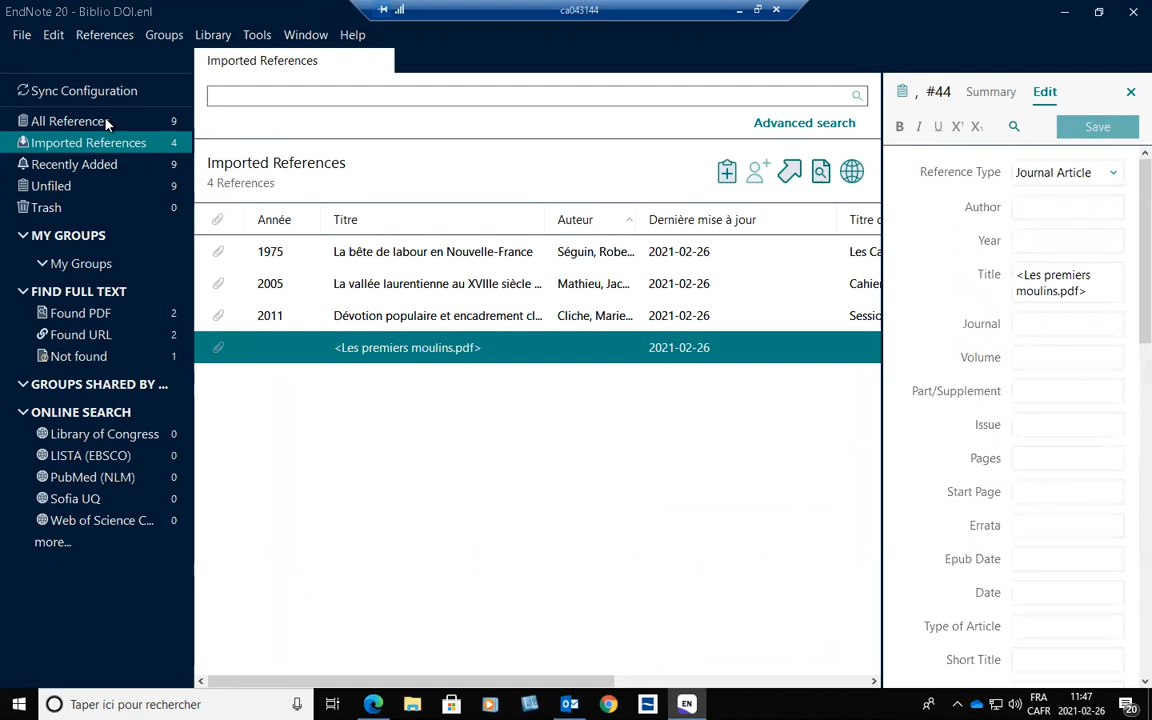 EndNote 20 - Biblio DOI.enl
ca043144
File Edit References Groups Library Tools Window Help
Imported References
Sync Configuration
All References 9
Imported References 4
Recently Added 9
Unfiled 9
Trash 0
MY GROUPS
My Groups
FIND FULL TEXT
Found PDF 2
Found URL 2
Not found 1
GROUPS SHARED BY ...
ONLINE SEARCH
Library of Congress 0
LISTA (EBSCO) 0
PubMed (NLM) 0
Sofia UQ 0
Web of Science C... 0
more...
Advanced search
Imported References
4 References
Année Titre Auteur Dernière mise à jour Titre d
1975 La bête de labour en Nouvelle-France Séguin, Robe... 2021-02-26 Les Ca
2005 La vallée laurentienne au XVIIIe siècle ... Mathieu, Jac... 2021-02-26 Cahier
2011 Dévotion populaire et encadrement cl... Cliche, Marie... 2021-02-26 Sessio
<Les premiers moulins.pdf> 2021-02-26
, #44 Summary Edit
B I U X¹ X₁ Save
Reference Type Journal Article
Author
Year
Title <Les premiers
moulins.pdf>
Journal
Volume
Part/Supplement
Issue
Pages
Start Page
Errata
Epub Date
Date
Type of Article
Short Title
Taper ici pour rechercher
EN
FRA
CAFR
11:47
2021-02-26
20